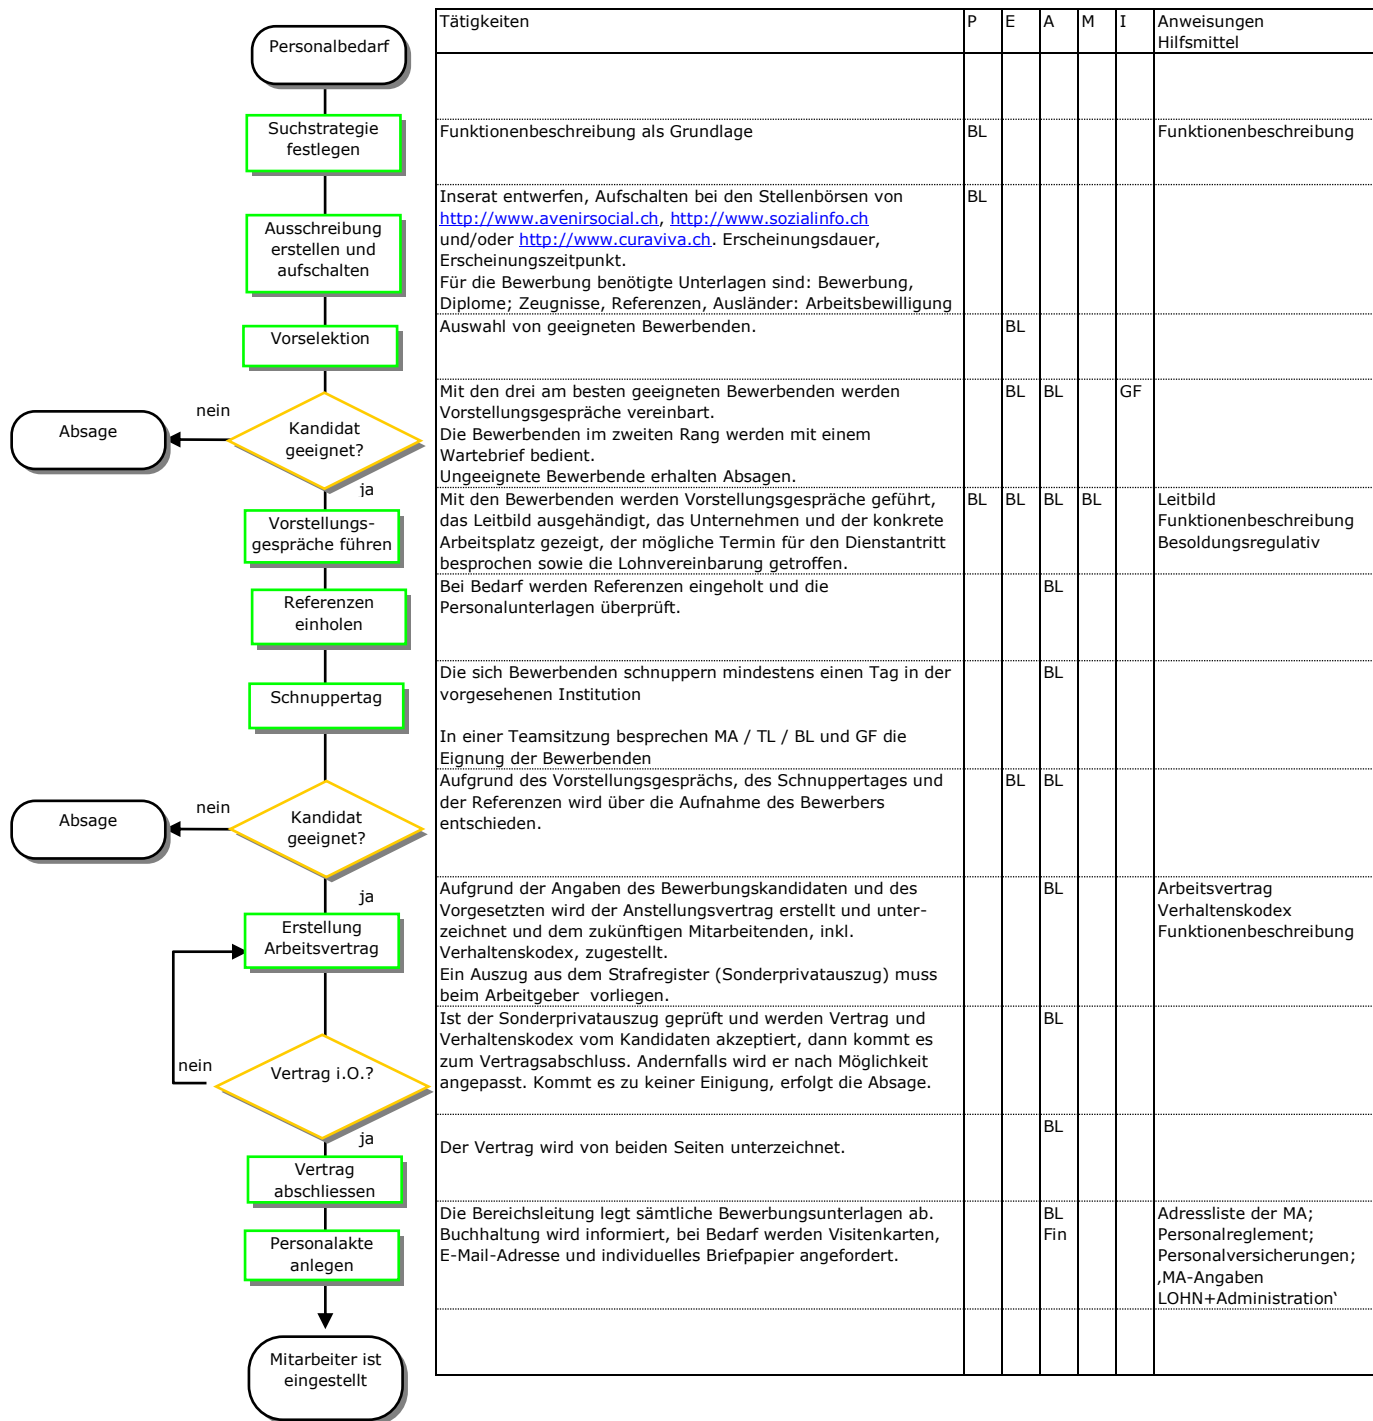 Tätigkeiten P E A M I Anweisungen
Hilfsmittel
Personalbedarf
Suchstrategie
festlegen
Funktionenbeschreibung als Grundlage BL Funktionenbeschreibung
Ausschreibung
erstellen und
aufschalten
Inserat entwerfen, Aufschalten bei den Stellenbörsen von BL
http://www.avenirsocial.ch, http://www.sozialinfo.ch
und/oder http://www.curaviva.ch. Erscheinungsdauer,
Erscheinungszeitpunkt.
Für die Bewerbung benötigte Unterlagen sind: Bewerbung,
Diplome; Zeugnisse, Referenzen, Ausländer: Arbeitsbewilligung
Vorselektion
Auswahl von geeigneten Bewerbenden. BL
nein
Absage
Kandidat
geeignet?
ja
Mit den drei am besten geeigneten Bewerbenden werden BL BL GF
Vorstellungsgespräche vereinbart.
Die Bewerbenden im zweiten Rang werden mit einem
Wartebrief bedient.
Ungeeignete Bewerbende erhalten Absagen.
Vorstellungs-
gespräche führen
Mit den Bewerbenden werden Vorstellungsgespräche geführt, BL BL BL BL Leitbild
das Leitbild ausgehändigt, das Unternehmen und der konkrete Funktionenbeschreibung
Arbeitsplatz gezeigt, der mögliche Termin für den Dienstantritt Besoldungsregulativ
besprochen sowie die Lohnvereinbarung getroffen.
Referenzen
einholen
Bei Bedarf werden Referenzen eingeholt und die BL
Personalunterlagen überprüft.
Schnuppertag
Die sich Bewerbenden schnuppern mindestens einen Tag in der BL
vorgesehenen Institution
In einer Teamsitzung besprechen MA / TL / BL und GF die
Eignung der Bewerbenden
nein
Absage
Kandidat
geeignet?
ja
Aufgrund des Vorstellungsgesprächs, des Schnuppertages und BL BL
der Referenzen wird über die Aufnahme des Bewerbers
entschieden.
Erstellung
Arbeitsvertrag
Aufgrund der Angaben des Bewerbungskandidaten und des BL Arbeitsvertrag
Vorgesetzten wird der Anstellungsvertrag erstellt und unter- Verhaltenskodex
zeichnet und dem zukünftigen Mitarbeitenden, inkl. Funktionenbeschreibung
Verhaltenskodex, zugestellt.
Ein Auszug aus dem Strafregister (Sonderprivatauszug) muss
beim Arbeitgeber vorliegen.
nein
Vertrag i.O.?
ja
Ist der Sonderprivatauszug geprüft und werden Vertrag und BL
Verhaltenskodex vom Kandidaten akzeptiert, dann kommt es
zum Vertragsabschluss. Andernfalls wird er nach Möglichkeit
angepasst. Kommt es zu keiner Einigung, erfolgt die Absage.
Vertrag
abschliessen
BL
Der Vertrag wird von beiden Seiten unterzeichnet.
Personalakte
anlegen
Die Bereichsleitung legt sämtliche Bewerbungsunterlagen ab. BL Adressliste der MA;
Buchhaltung wird informiert, bei Bedarf werden Visitenkarten, Fin Personalreglement;
E-Mail-Adresse und individuelles Briefpapier angefordert. Personalversicherungen;
‚MA-Angaben
LOHN+Administration‘
Mitarbeiter ist
eingestellt